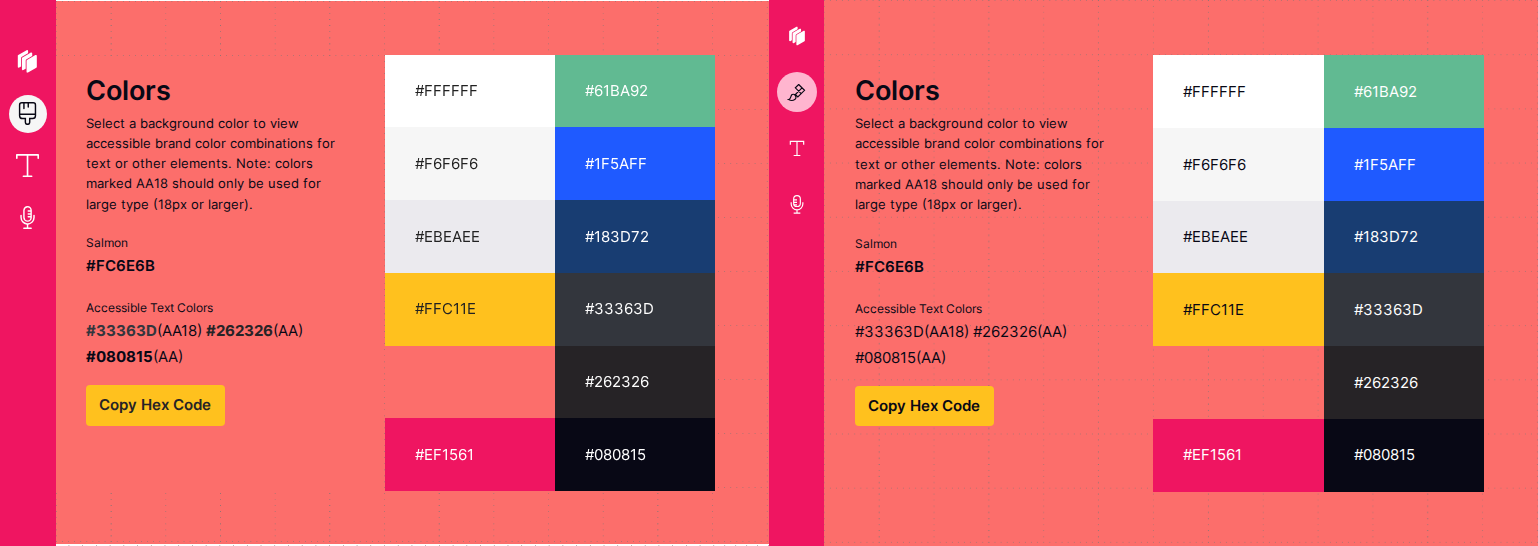 Colors
Select a background color to view
accessible brand color combinations for
text or other elements. Note: colors
marked AA18 should only be used for
large type (18px or larger).
Salmon
#FC6E6B
Accessible Text Colors
#33363D(AA18) #262326(AA)
#080815(AA)
Copy Hex Code
#FFFFFF
#61BA92
#F6F6F6
#1F5AFF
#EBEAEE
#183D72
#FFC11E
#33363D
#262326
#EF1561
#080815
Colors
Select a background color to view
accessible brand color combinations for
text or other elements. Note: colors
marked AA18 should only be used for
large type (18px or larger).
Salmon
#FC6E6B
Accessible Text Colors
#33363D(AA18) #262326(AA)
#080815(AA)
Copy Hex Code
#FFFFFF
#61BA92
#F6F6F6
#1F5AFF
#EBEAEE
#183D72
#FFC11E
#33363D
#262326
#EF1561
#080815